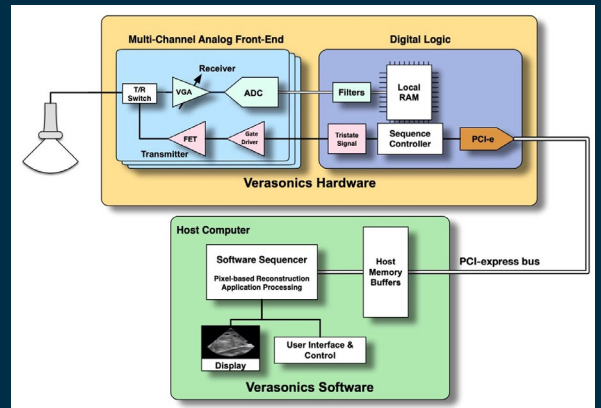 Multi-Channel Analog Front-End
Digital Logic
Receiver
T/R
Switch
VGA
ADC
Filters
Local
RAM
FET
Gate
Driver
Tristate
Signal
Sequence
Controller
PCI-e
Transmitter
Verasonics Hardware
Host Computer
Software Sequencer
Pixel-based Reconstruction
Application Processing
Host
Memory
Buffers
PCI-express bus
Display
User Interface &
Control
Verasonics Software